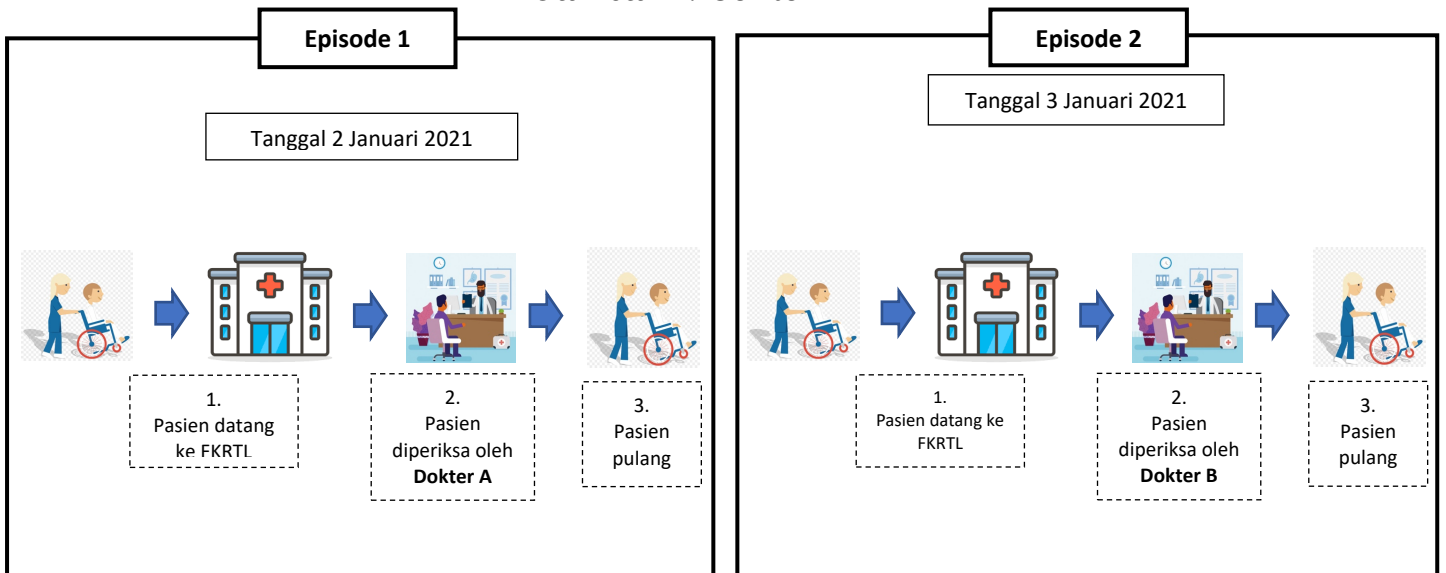 Episode 1
Tanggal 2 Januari 2021
1.
Pasien datang
ke FKRTL
2.
Pasien
diperiksa oleh
Dokter A
3.
Pasien
pulang
Episode 2
Tanggal 3 Januari 2021
1.
Pasien datang ke
FKRTL
2.
Pasien
diperiksa oleh
Dokter B
3.
Pasien
pulang